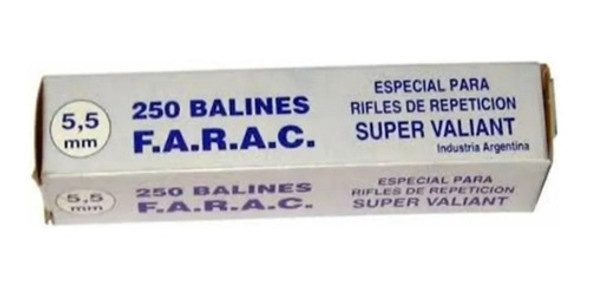 5,5
mm
250 BALINES
F.A.R.A.C.
ESPECIAL PARA
RIFLES DE REPETICION
SUPER VALIANT
Industria Argentina
5,5
mm
250 BALINES
F.A.R.A.C.
ESPECIAL PARA
RIFLES DE REPETICION
SUPER VALIANT